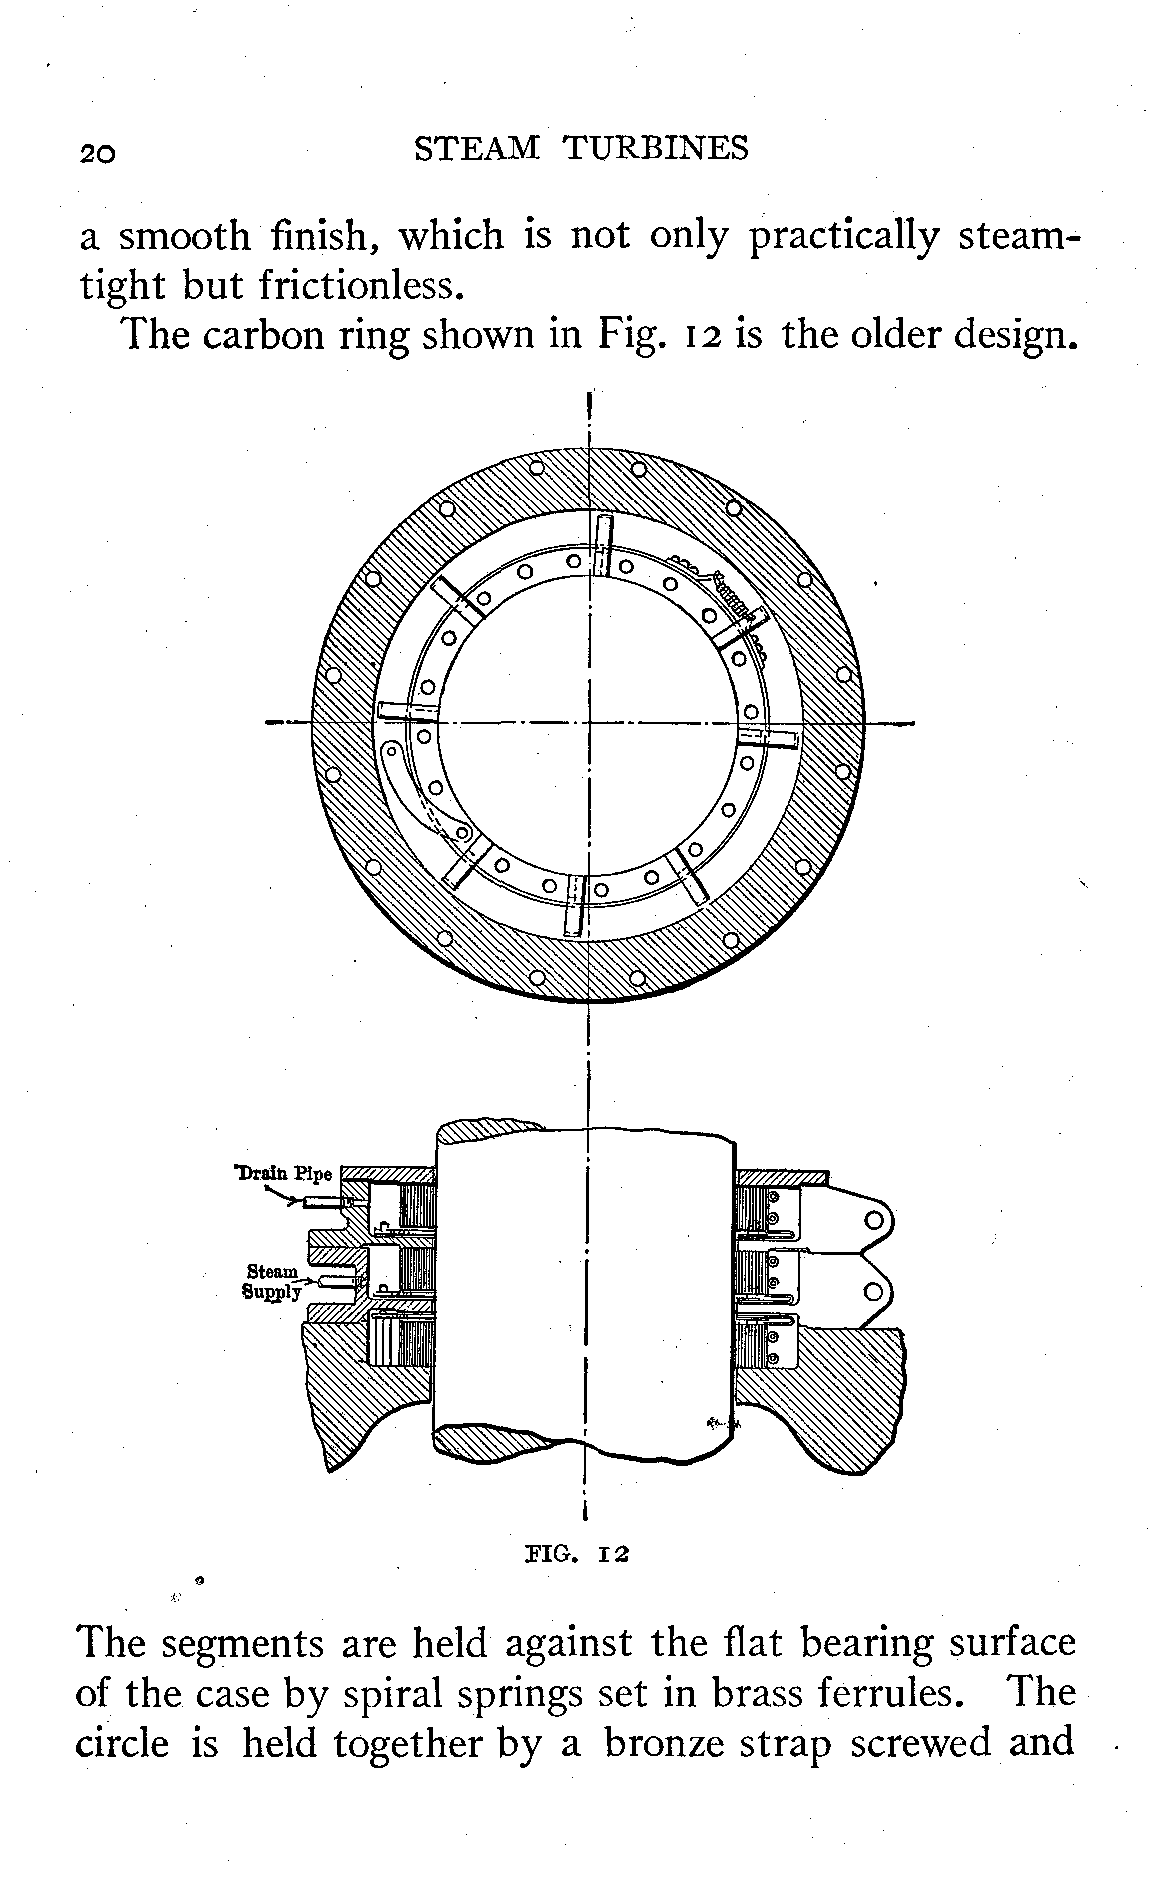 20 STEAM TURBINES
a smooth finish, which is not only practically steam-
tight but frictionless.
The carbon ring shown in Fig. 12 is the older design.
Drain Pipe
Steam
Supply
FIG. 12
The segments are held against the flat bearing surface
of the case by spiral springs set in brass ferrules. The
circle is held together by a bronze strap screwed and